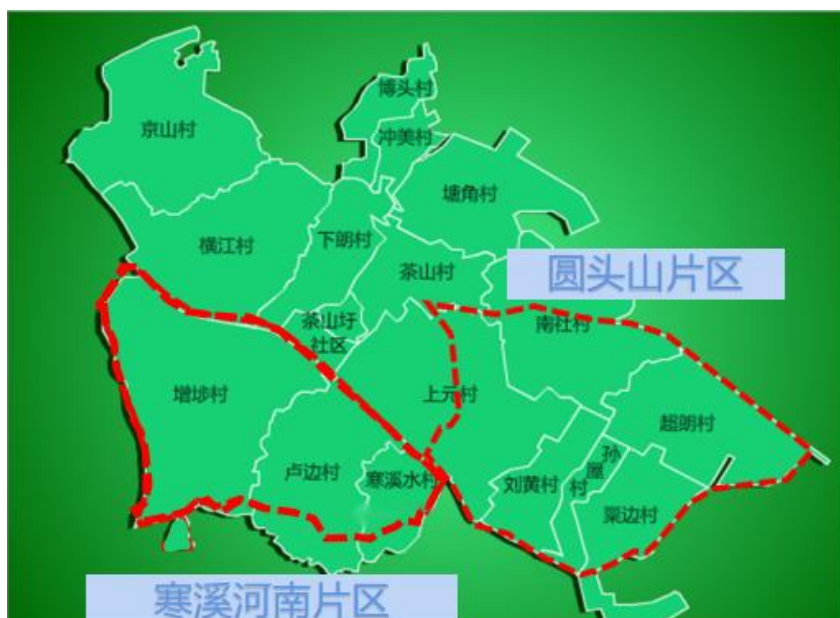 博头村
京山村
冲美村
塘角村
横江村
下朗村
茶山村
圆头山片区
茶山圩
社区
南社村
增埗村
上元村
超朗村
卢边村
寒溪水村
刘黄村
孙屋村
粟边村
寒溪河南片区